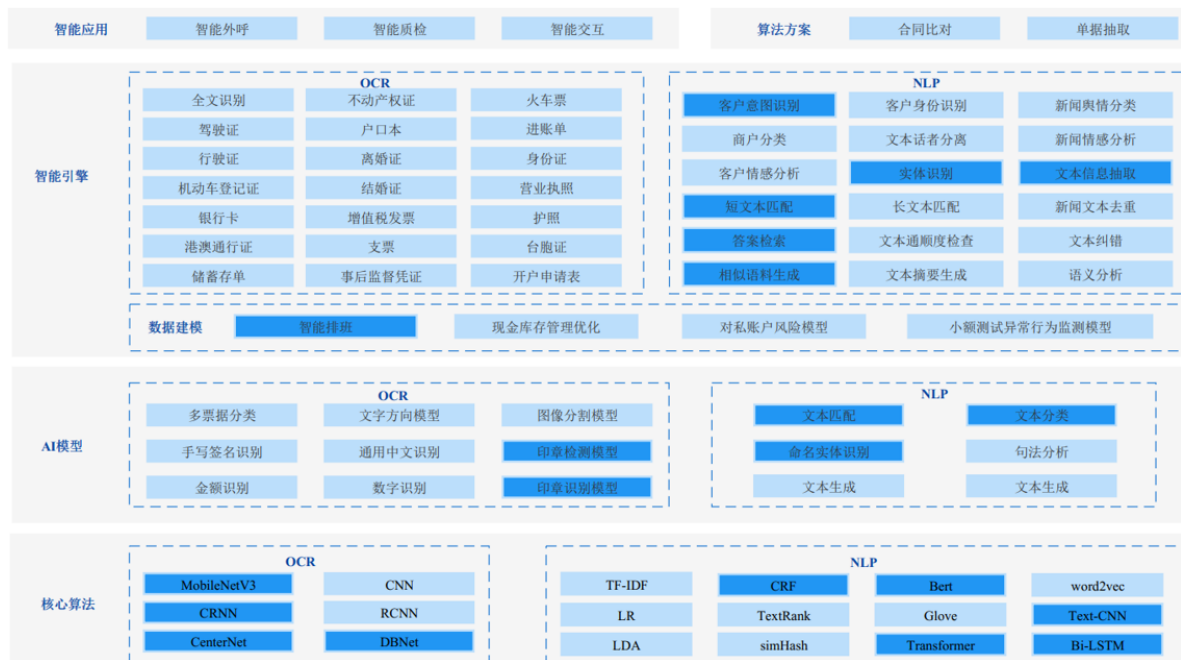 智能应用 智能外呼 智能质检 智能交互 算法方案 合同比对 单据抽取
智能引擎
OCR
全文识别 不动产权证 火车票
驾驶证 户口本 进账单
行驶证 离婚证 身份证
机动车登记证 结婚证 营业执照
银行卡 增值税发票 护照
港澳通行证 支票 台胞证
储蓄存单 事后监督凭证 开户申请表
NLP
客户意图识别 客户身份识别 新闻舆情分类
商户分类 文本话者分离 新闻情感分析
客户情感分析 实体识别 文本信息抽取
短文本匹配 长文本匹配 新闻文本去重
答案检索 文本通顺度检查 文本纠错
相似语料生成 文本摘要生成 语义分析
数据建模 智能排班 现金库存管理优化 对私账户风险模型 小额测试异常行为监测模型
AI模型
OCR
多票据分类 文字方向模型 图像分割模型
手写签名识别 通用中文识别 印章检测模型
金额识别 数字识别 印章识别模型
NLP
文本匹配 文本分类
命名实体识别 句法分析
文本生成 文本生成
核心算法
OCR
MobileNetV3 CNN
CRNN RCNN
CenterNet DBNet
NLP
TF-IDF CRF Bert word2vec
LR TextRank Glove Text-CNN
LDA simHash Transformer Bi-LSTM